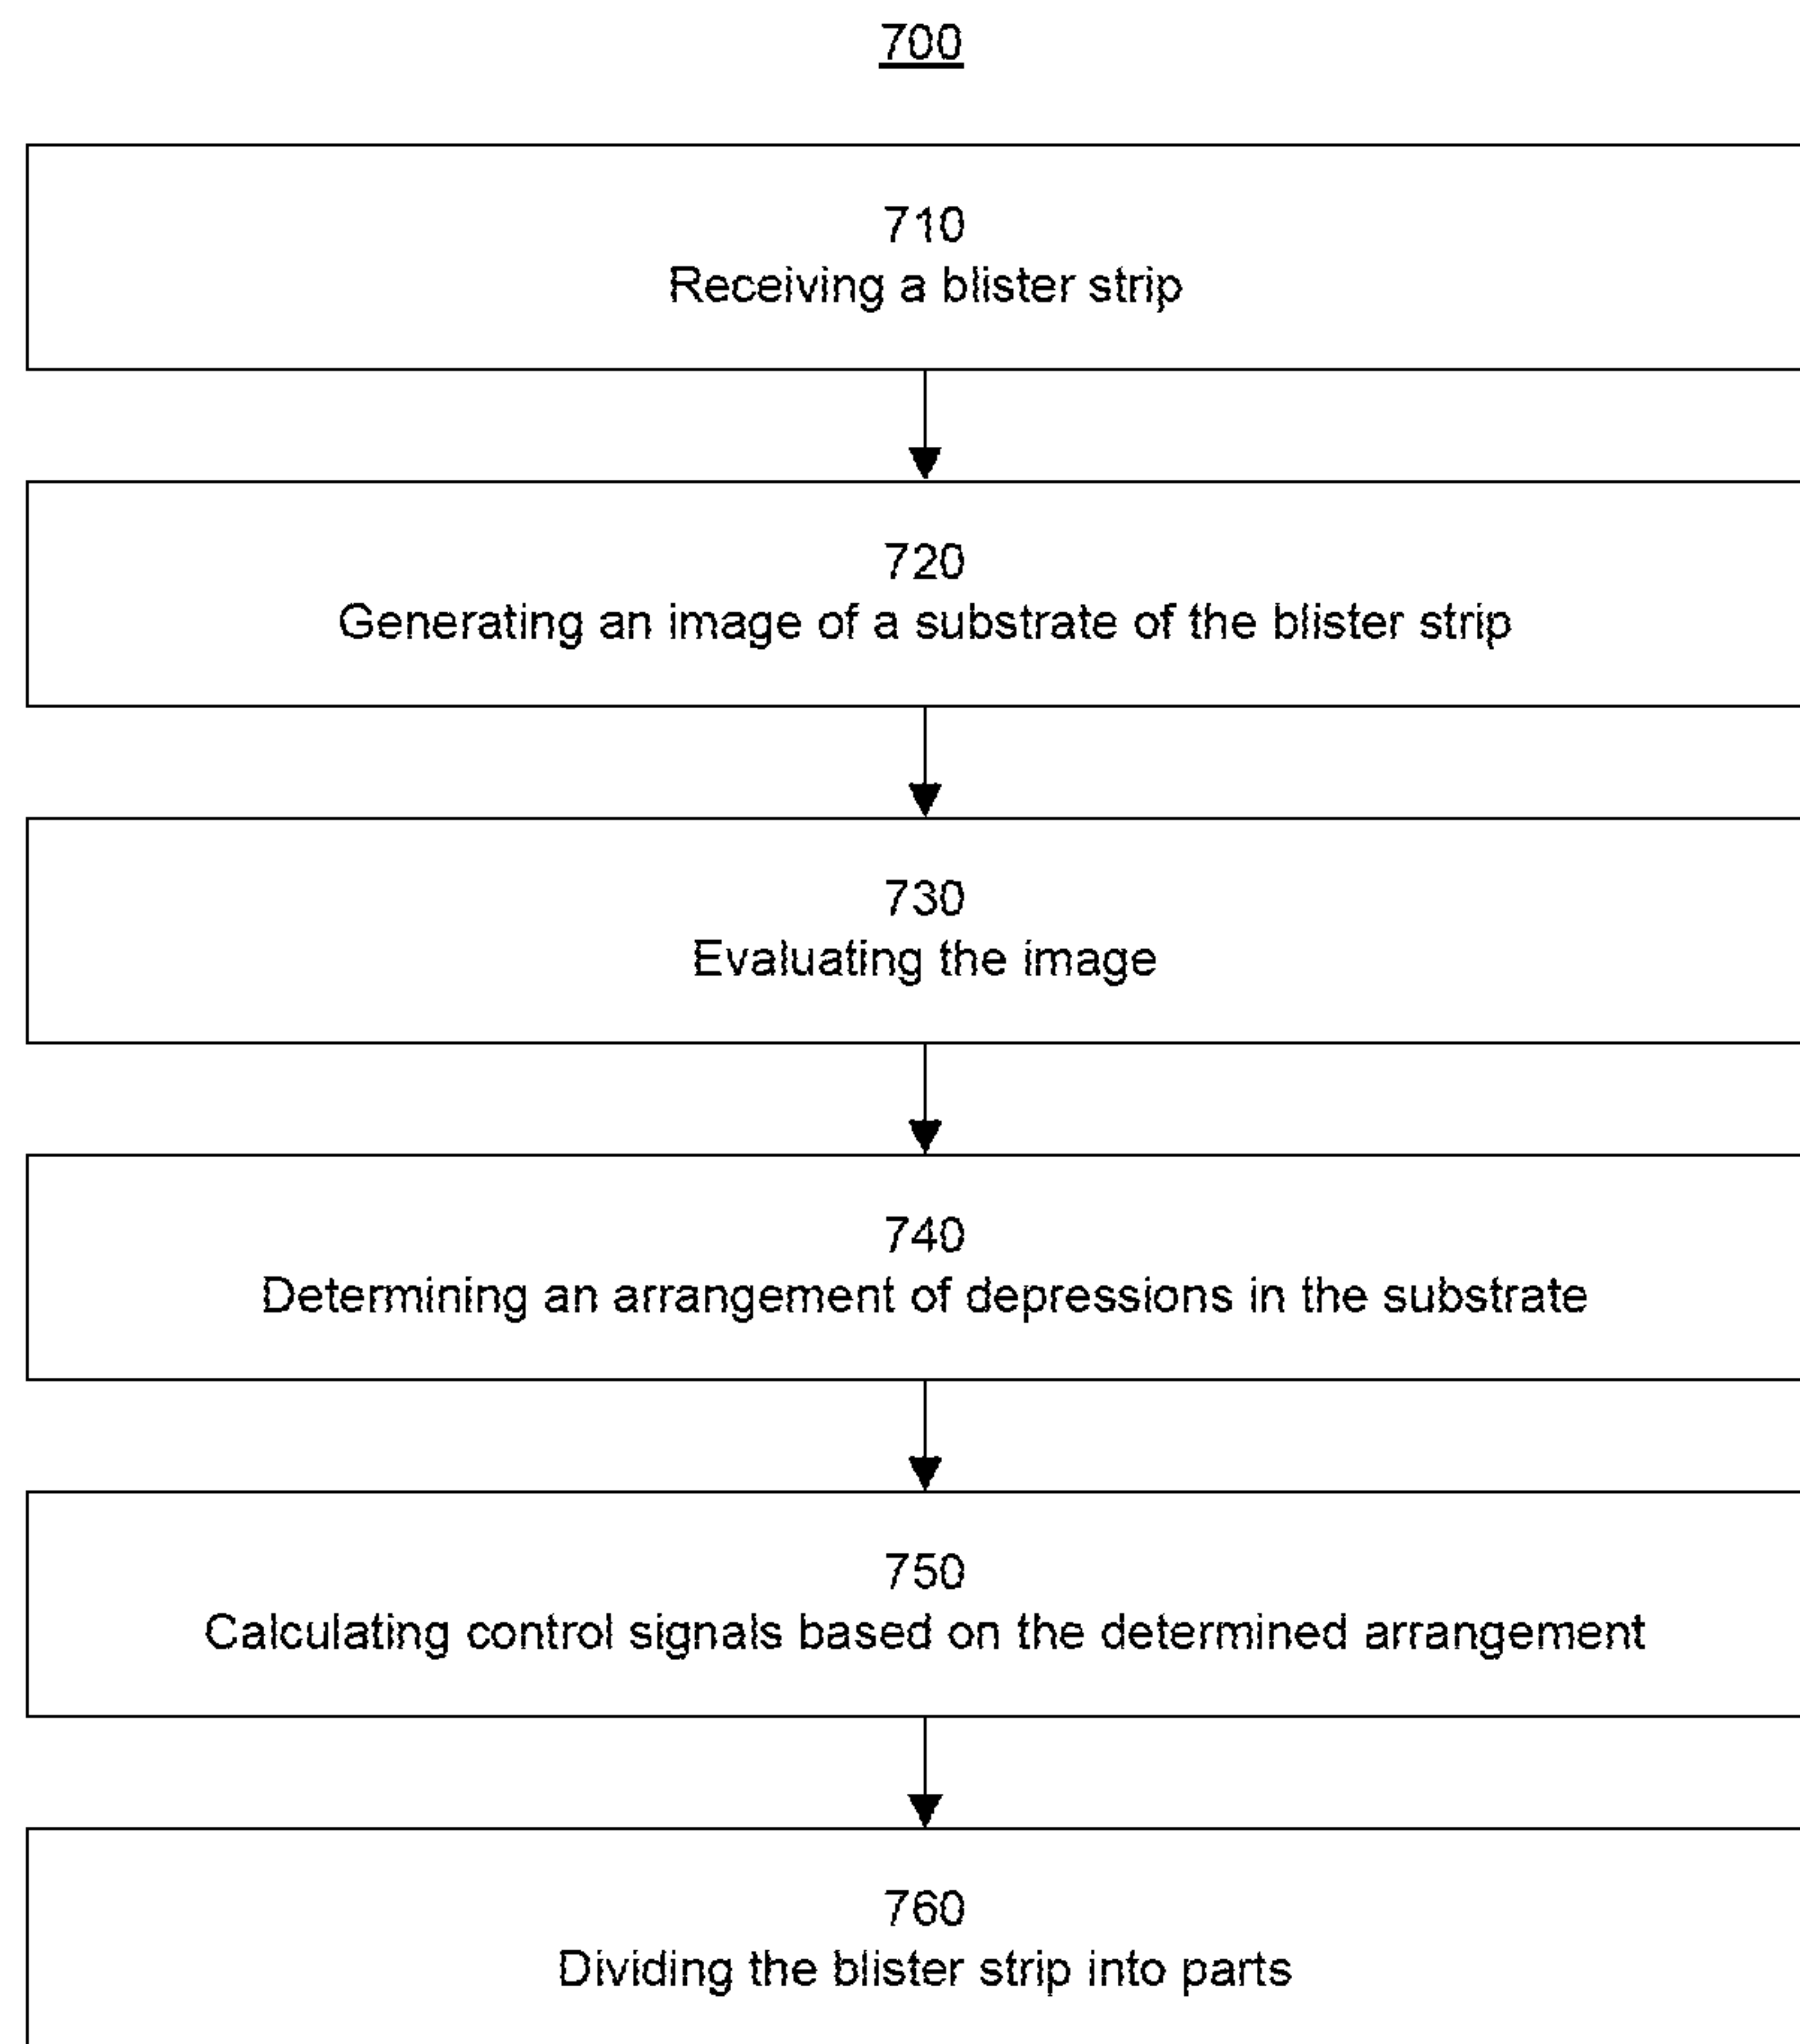 700
710
Receiving a blister strip
720
Generating an image of a substrate of the blister strip
730
Evaluating the image
740
Determining an arrangement of depressions in the substrate
750
Calculating control signals based on the determined arrangement
760
Dividing the blister strip into parts